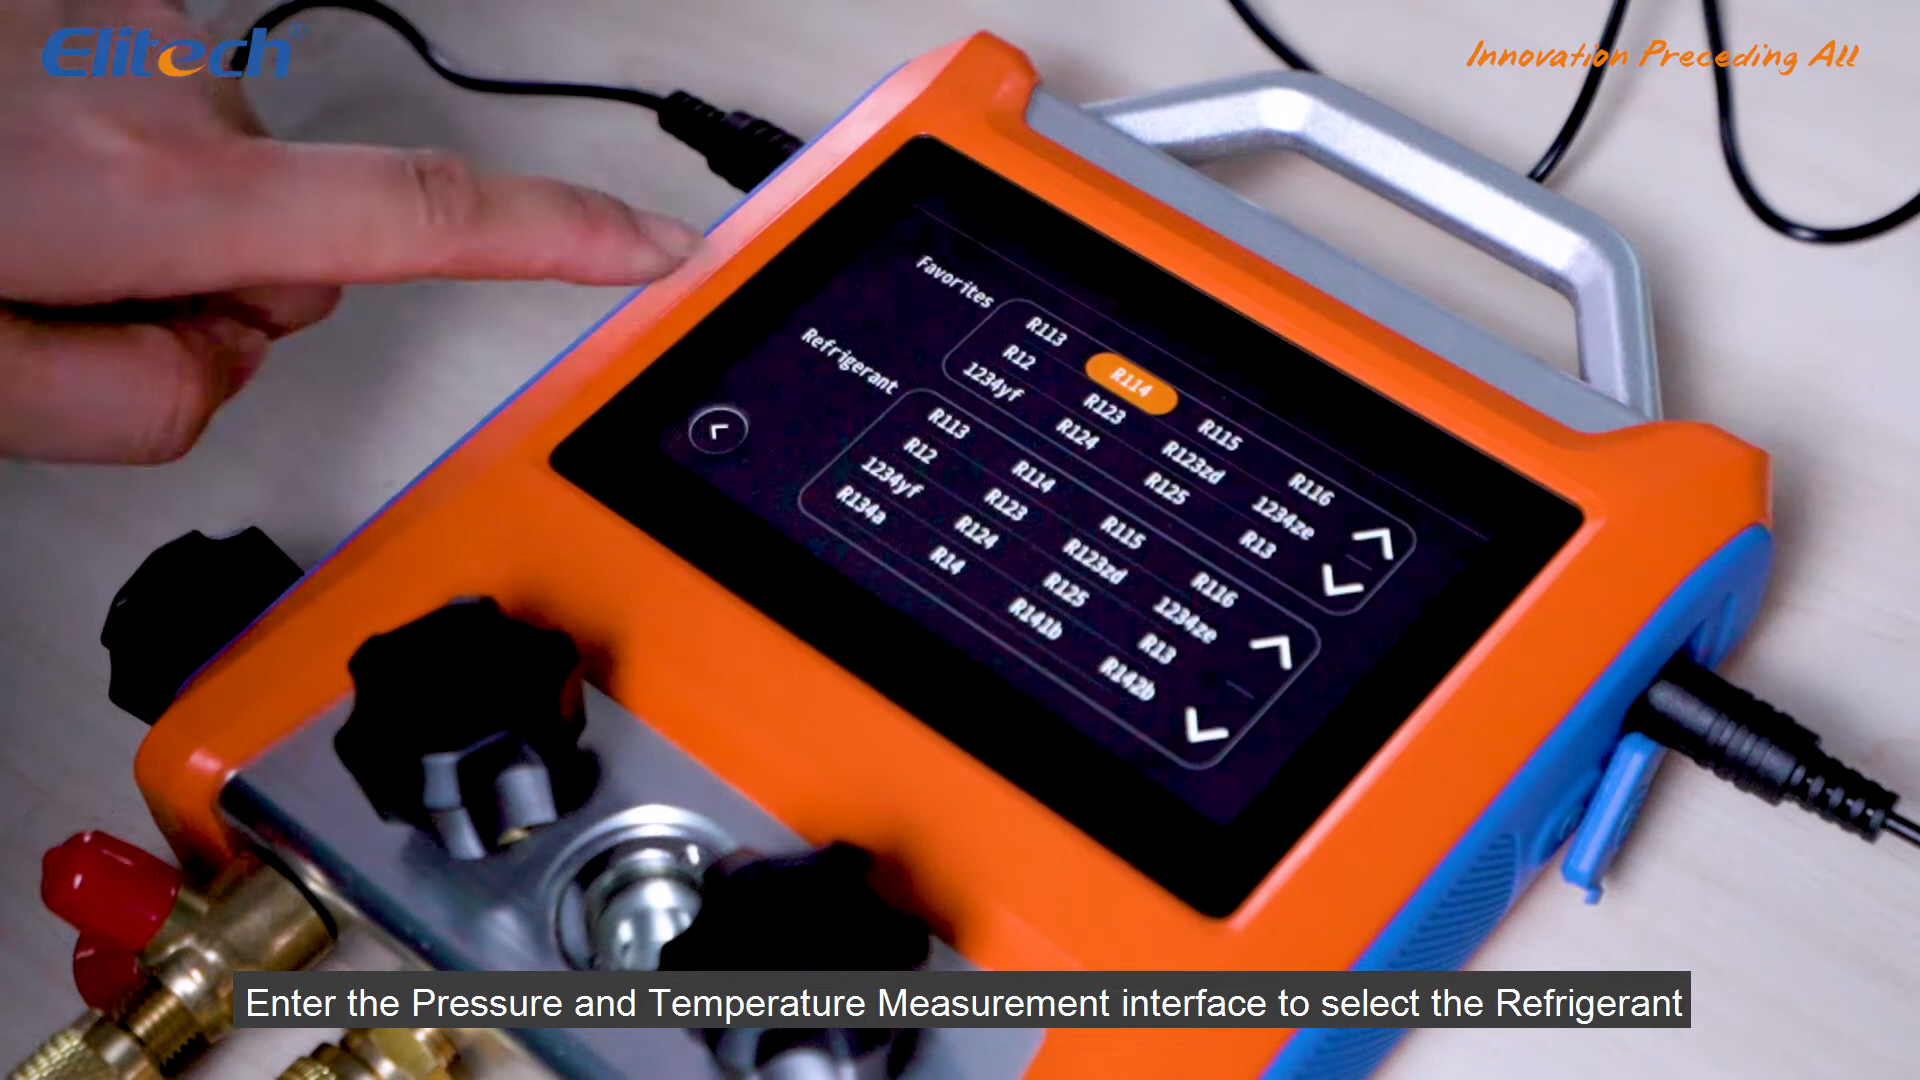 Elitech®
Innovation Preceding All
Favorites
R113 R114 R115 R116
R12 R123 R123zd 1234ze
1234yf R124 R125 R13
Refrigerant
R113 R114 R115 R116
R12 R123 R123zd 1234ze
1234yf R124 R125 R13
R134a R14 R141b R142b
Enter the Pressure and Temperature Measurement interface to select the Refrigerant